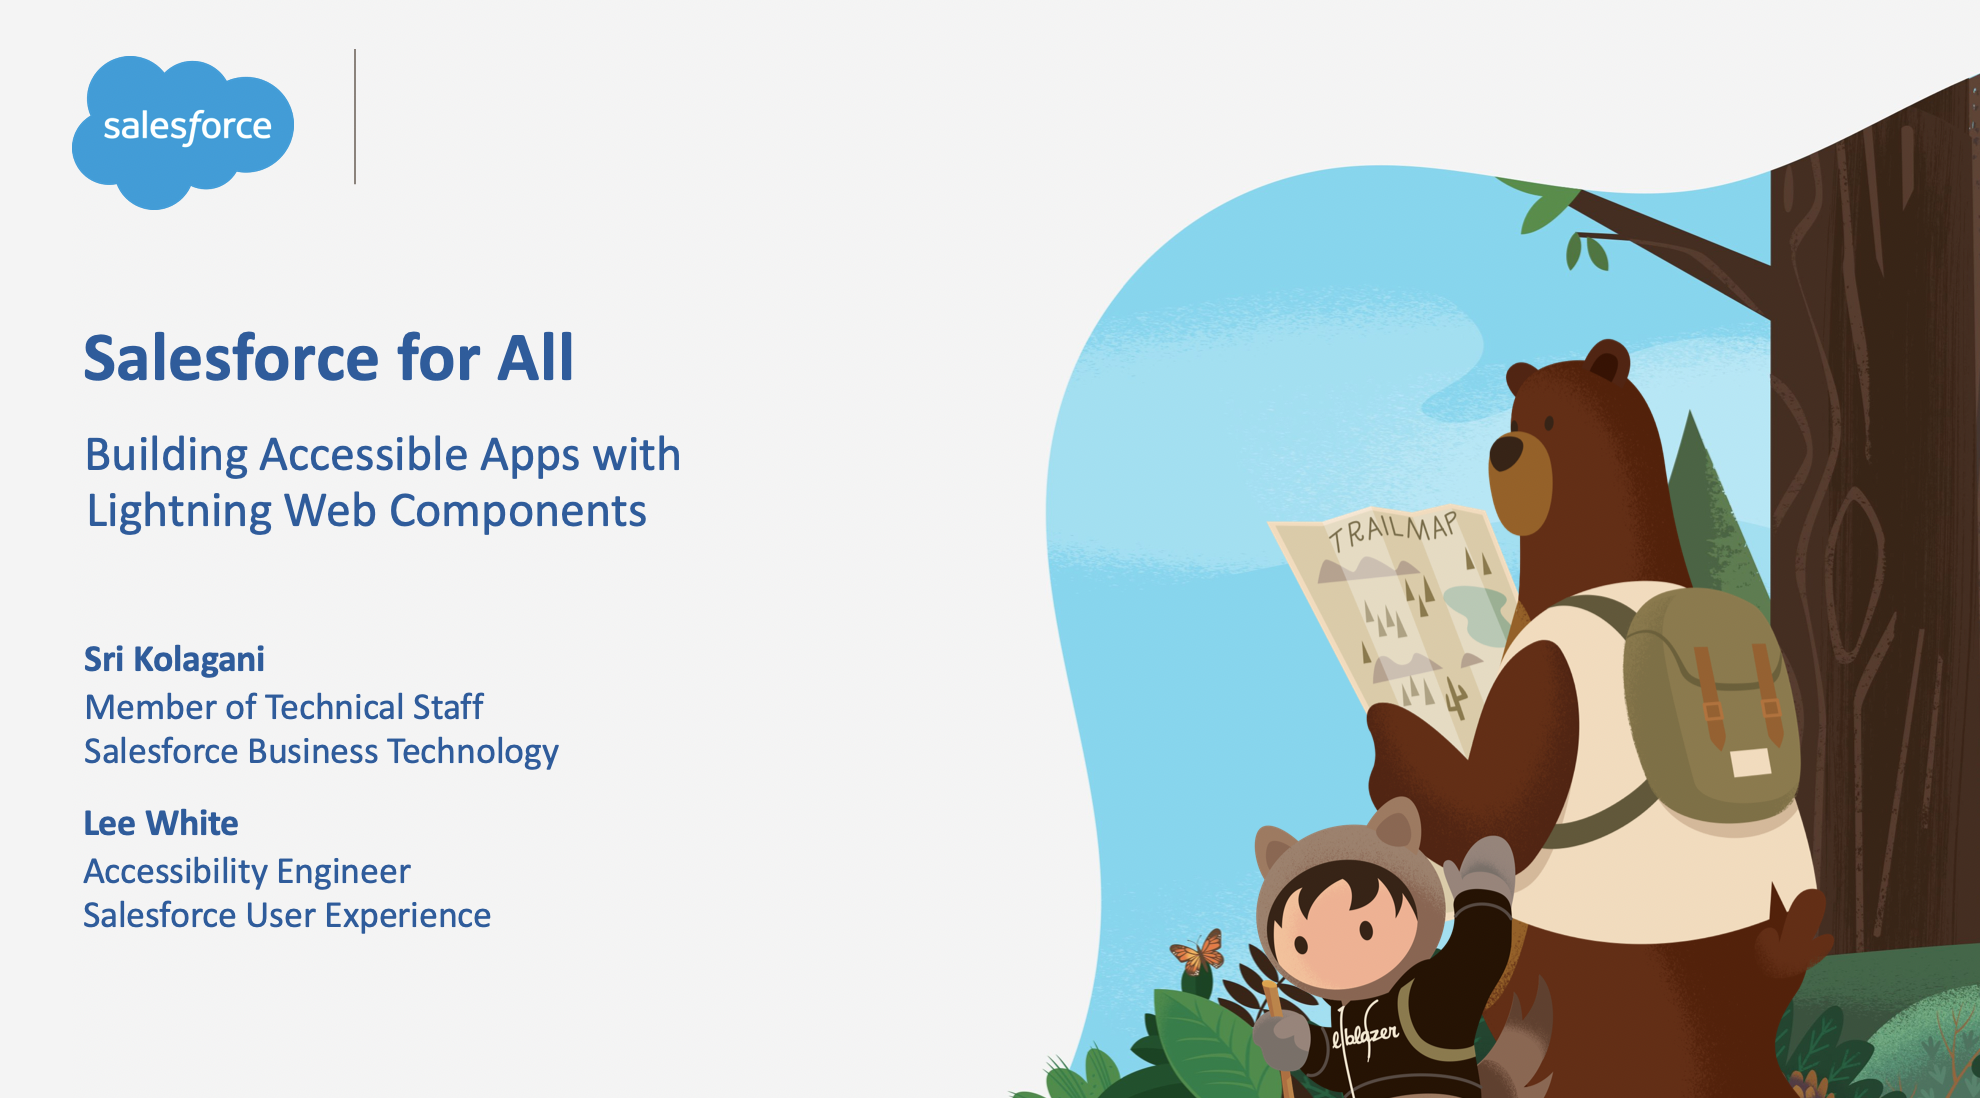 salesforce
Salesforce for All
Building Accessible Apps with
Lightning Web Components
Sri Kolagani
Member of Technical Staff
Salesforce Business Technology
Lee White
Accessibility Engineer
Salesforce User Experience
TRAILMAP
blazer